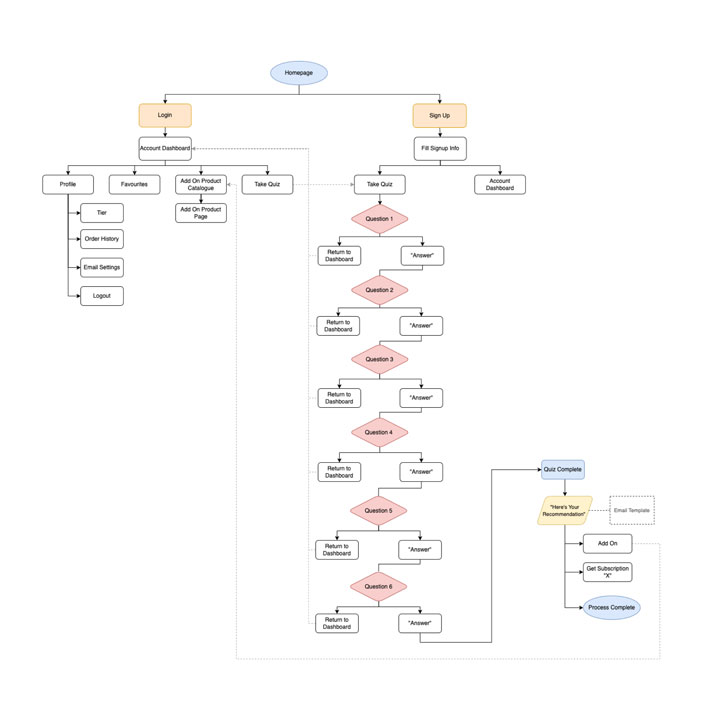 Homepage
Login
Sign Up
Account Dashboard
Fill Signup Info
Profile
Favourites
Add On Product
Catalogue
Take Quiz
Take Quiz
Account
Dashboard
Tier
Add On Product
Page
Question 1
Order History
Return to
Dashboard
"Answer"
Email Settings
Question 2
Logout
Return to
Dashboard
"Answer"
Question 3
Return to
Dashboard
"Answer"
Question 4
Return to
Dashboard
"Answer"
Quiz Complete
Question 5
"Here's Your
Recommendation"
Email Template
Return to
Dashboard
"Answer"
Add On
Get Subscription
"X"
Question 6
Process Complete
Return to
Dashboard
"Answer"